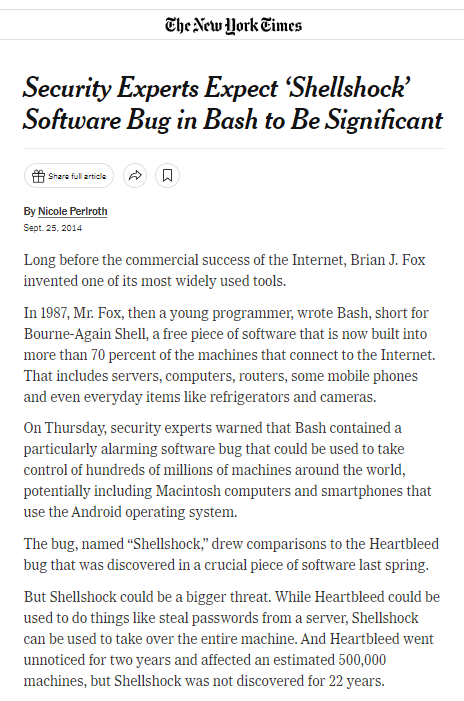 The New York Times
Security Experts Expect ‘Shellshock’
Software Bug in Bash to Be Significant
Share full article
By Nicole Perlroth
Sept. 25, 2014
Long before the commercial success of the Internet, Brian J. Fox
invented one of its most widely used tools.
In 1987, Mr. Fox, then a young programmer, wrote Bash, short for
Bourne-Again Shell, a free piece of software that is now built into
more than 70 percent of the machines that connect to the Internet.
That includes servers, computers, routers, some mobile phones
and even everyday items like refrigerators and cameras.
On Thursday, security experts warned that Bash contained a
particularly alarming software bug that could be used to take
control of hundreds of millions of machines around the world,
potentially including Macintosh computers and smartphones that
use the Android operating system.
The bug, named “Shellshock,” drew comparisons to the Heartbleed
bug that was discovered in a crucial piece of software last spring.
But Shellshock could be a bigger threat. While Heartbleed could be
used to do things like steal passwords from a server, Shellshock
can be used to take over the entire machine. And Heartbleed went
unnoticed for two years and affected an estimated 500,000
machines, but Shellshock was not discovered for 22 years.